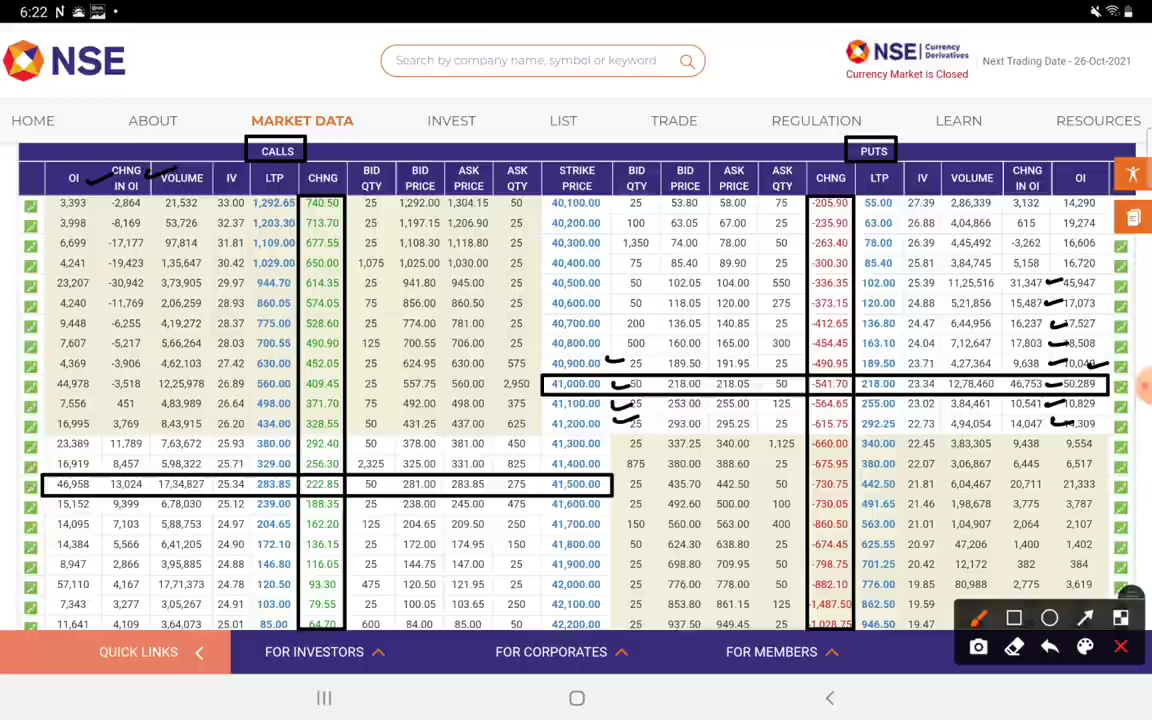 6:22 N
NSE
Search by company name, symbol or keyword
NSE Currency Derivatives
Currency Market is Closed
Next Trading Date - 26-Oct-2021
HOME ABOUT MARKET DATA INVEST LIST TRADE REGULATION LEARN RESOURCES
CALLS PUTS
OI CHNG IN OI VOLUME IV LTP CHNG BID QTY BID PRICE ASK PRICE ASK QTY STRIKE PRICE BID QTY BID PRICE ASK PRICE ASK QTY CHNG LTP IV VOLUME CHNG IN OI OI
3,393 -2,864 21,532 33.00 1,292.65 740.50 25 1,292.00 1,304.15 50 40,100.00 25 53.80 58.00 75 -205.90 55.00 27.39 2,86,339 3,132 14,290
3,998 -8,169 53,726 32.37 1,203.30 713.70 25 1,197.15 1,206.90 25 40,200.00 100 63.05 67.00 25 -235.90 63.00 26.88 4,04,866 615 19,274
6,699 -17,177 97,814 31.81 1,109.00 677.55 25 1,108.30 1,118.80 25 40,300.00 1,350 74.00 78.00 50 -263.40 78.00 26.39 4,45,492 -3,262 16,606
4,241 -19,423 1,35,647 30.42 1,029.00 650.00 1,075 1,025.00 1,030.00 25 40,400.00 75 85.40 89.90 25 -300.30 85.40 25.81 3,84,745 5,158 16,720
23,207 -30,942 3,73,905 29.97 944.70 614.35 25 941.80 945.00 25 40,500.00 50 102.05 104.00 550 -336.35 102.00 25.39 11,25,516 31,347 45,947
4,240 -11,769 2,06,259 28.93 860.05 574.05 75 856.00 860.50 25 40,600.00 50 118.05 120.00 275 -373.15 120.00 24.88 5,21,856 15,487 17,073
9,448 -6,255 4,19,272 28.37 775.00 528.60 25 774.00 781.00 25 40,700.00 200 136.05 140.85 25 -412.65 136.80 24.47 6,44,956 16,237 17,527
7,607 -5,217 5,66,264 28.03 700.55 490.90 125 700.55 706.00 25 40,800.00 500 160.00 165.00 300 -454.45 163.10 24.04 7,12,647 17,803 18,508
4,369 -3,906 4,62,103 27.42 630.00 452.05 25 624.95 630.00 575 40,900.00 25 189.50 191.95 25 -490.95 189.50 23.71 4,27,364 9,638
44,978 -3,518 12,25,978 26.89 560.00 409.45 25 557.75 560.00 2,950 41,000.00 50 218.00 218.05 50 -541.70 218.00 23.34 12,78,460 46,753 50,289
7,556 451 4,83,989 26.64 498.00 371.70 75 492.00 498.00 375 41,100.00 25 253.00 255.00 125 -564.65 255.00 23.02 3,84,461 10,541 10,829
16,995 3,769 8,43,915 26.20 434.00 328.55 50 431.25 437.00 625 41,200.00 25 293.00 295.25 25 -615.75 292.25 22.73 4,94,054 14,047 14,309
23,389 11,789 7,63,672 25.93 380.00 292.40 50 378.00 381.00 450 41,300.00 25 337.25 340.00 1,125 -660.00 340.00 22.45 3,83,305 9,438 9,554
16,919 8,457 5,98,322 25.71 329.00 256.30 2,325 325.00 331.00 825 41,400.00 875 380.00 388.60 25 -675.95 380.00 22.07 3,06,867 6,445 6,517
46,958 13,024 17,34,827 25.34 283.85 222.85 50 281.00 283.85 275 41,500.00 25 435.70 442.50 50 -730.75 442.50 21.81 6,04,467 20,711 21,333
15,152 9,399 6,78,030 25.12 239.00 188.35 25 238.00 245.00 475 41,600.00 25 492.60 500.00 100 -730.05 491.65 21.46 1,98,678 3,775 3,787
14,095 7,103 5,88,753 24.97 204.65 162.20 125 204.65 209.50 250 41,700.00 150 560.00 563.00 400 -860.50 563.00 21.01 1,04,907 2,064 2,107
14,384 5,566 6,41,205 24.90 172.10 136.15 25 172.00 174.95 150 41,800.00 50 624.30 638.80 25 -674.45 625.55 20.97 47,206 1,400 1,402
8,947 2,866 3,95,885 24.88 146.80 116.05 25 144.75 147.00 25 41,900.00 50 698.80 709.95 50 -798.75 701.25 20.42 12,172 382 384
57,110 4,167 17,71,373 24.78 120.50 93.30 475 120.50 121.95 25 42,000.00 25 776.00 778.00 50 -882.10 776.00 19.85 80,988 2,775 3,619
7,343 3,277 3,05,267 24.91 103.00 79.55 25 100.05 103.65 250 42,100.00 25 853.80 861.15 125 -1,487.50 862.50 19.59
11,641 4,109 3,64,073 25.01 85.00 64.70 600 84.00 85.00 50 42,200.00 25 937.50 949.45 25 -1,028.75 946.50 19.47
QUICK LINKS FOR INVESTORS FOR CORPORATES FOR MEMBERS